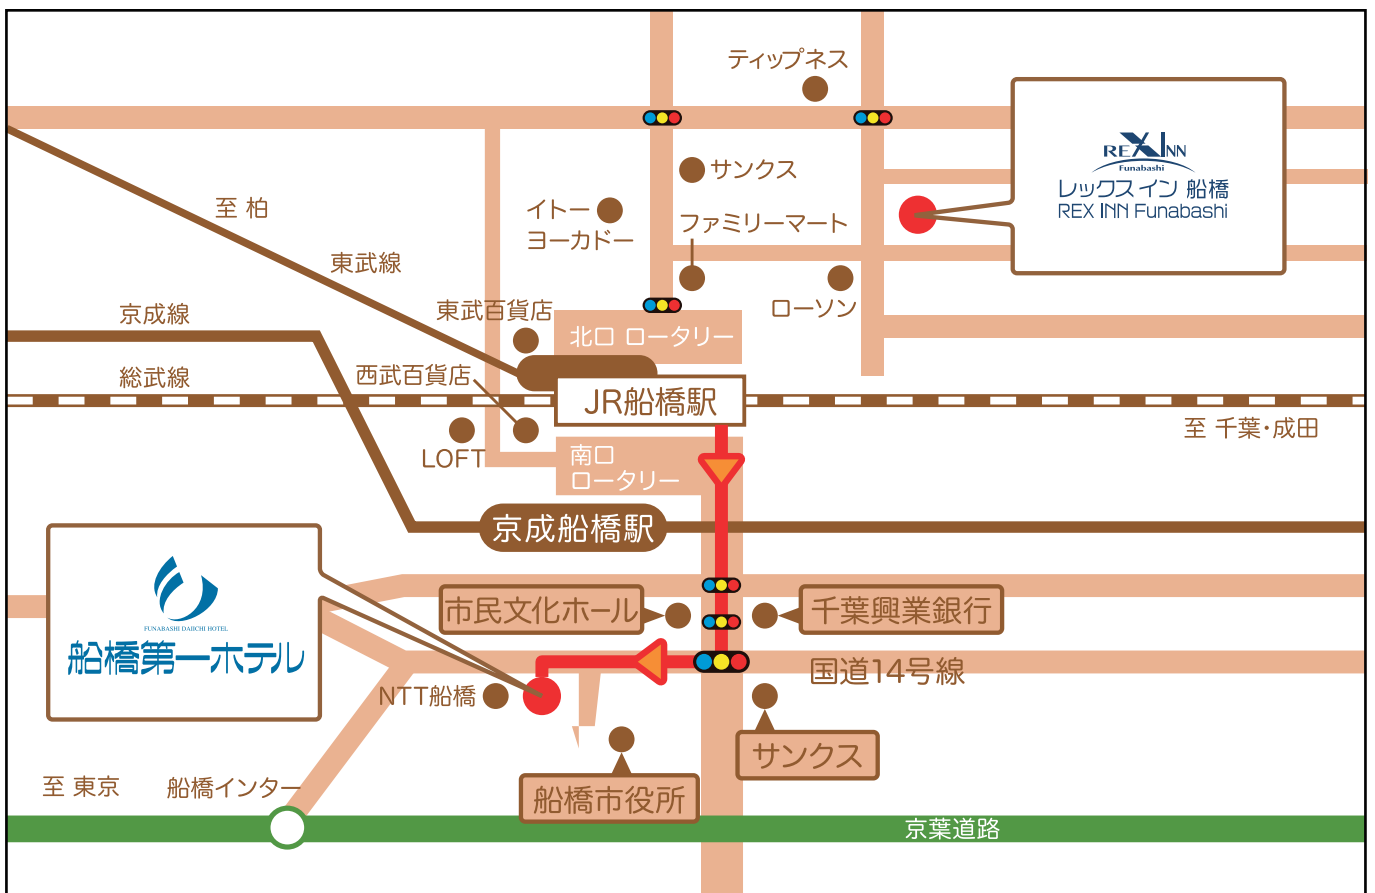 ティップネス
REX INN
Funabashi
レックス イン 船橋
REX INN Funabashi
サンクス
至 柏
イトー
ヨーカドー
ファミリーマート
東武線
東武百貨店
ローソン
京成線
北口 ロータリー
西武百貨店
総武線
JR船橋駅
至 千葉・成田
LOFT
南口
ロータリー
京成船橋駅
市民文化ホール
千葉興業銀行
FUNABASHI DAIICHI HOTEL
船橋第一ホテル
国道14号線
NTT船橋
サンクス
至 東京
船橋インター
船橋市役所
京葉道路